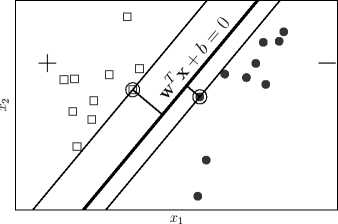 +
−
w^T x + b = 0
x_2
x_1